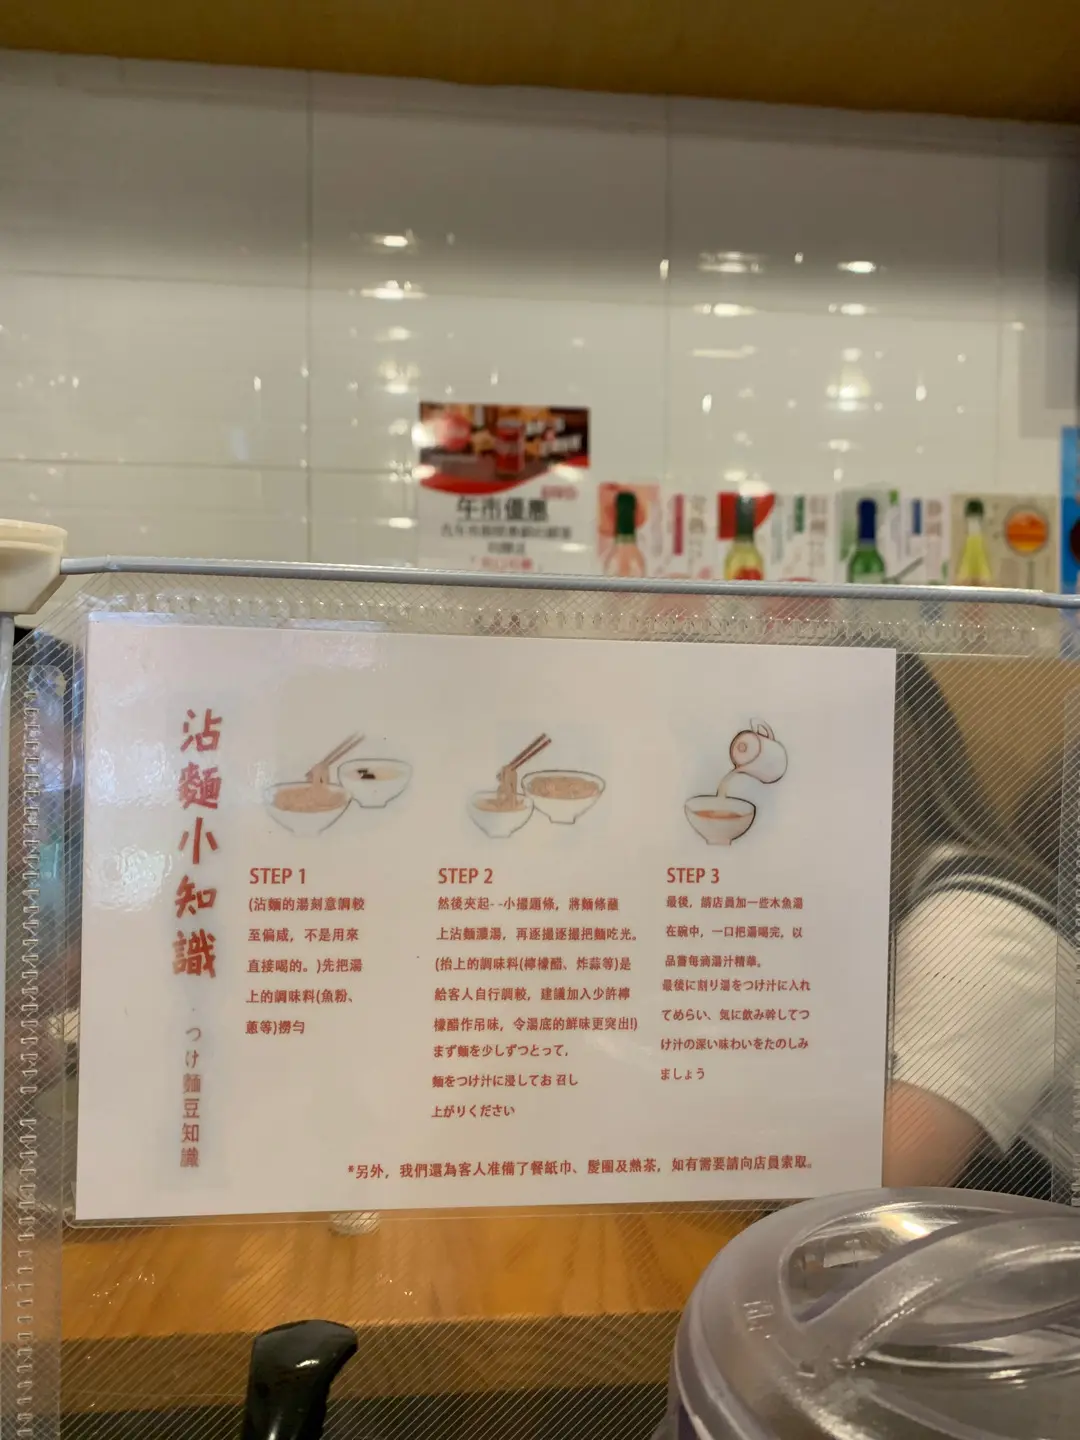 午市優惠
沾麵小知識
つけ麵豆知識
STEP 1
(沾麵的湯刻意調較
至偏咸，不是用來
直接喝的。)先把湯
上的調味料(魚粉、
蔥等)撈勻
STEP 2
然後夾起--小撮麵條，將麵條蘸
上沾麵濃湯，再逐撮逐撮把麵吃光。
(抬上的調味料(檸檬醋、炸蒜等)是
給客人自行調較，建議加入少許檸
檬醋作吊味，令湯底的鮮味更突出!)
まず麵を少しずつとって，
麵をつけ汁に浸してお 召し
上がりください
STEP 3
最後，請店員加一些木魚湯
在碗中，一口把湯喝完，以
品嘗每滴湯汁精華。
最後に割り湯をつけ汁に入れ
てめらい、気に飲み幹してつ
け汁の深い味わいをたのしみ
ましょう
*另外，我們還為客人准備了餐紙巾、髮圈及熱茶，如有需要請向店員索取。